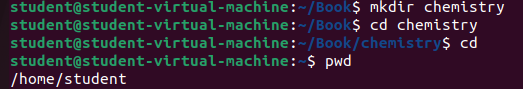 student@student-virtual-machine:~/Book$ mkdir chemistry
student@student-virtual-machine:~/Book$ cd chemistry
student@student-virtual-machine:~/Book/chemistry$ cd
student@student-virtual-machine:~$ pwd
/home/student